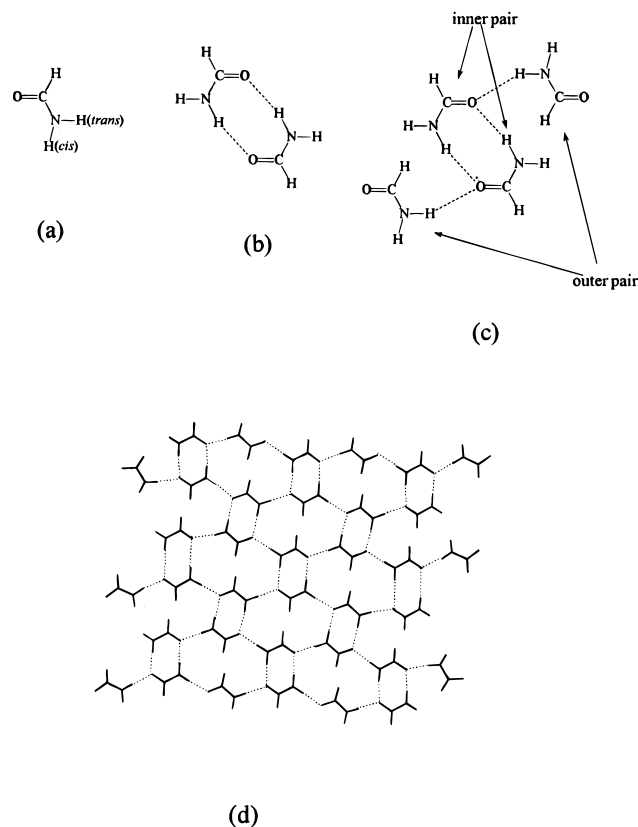 inner pair
H
O=C
N—H(trans)
H(cis)
(a)
H
C=O
H—N
H
H
N—H
O=C
H
(b)
H
H—N
C=O
H
H
C=O
H—N
H
H
N—H
O=C
H
H
O=C
N—H
H
outer pair
(c)
(d)